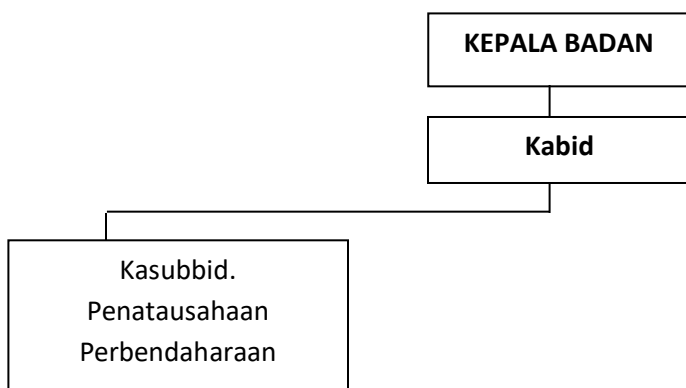 KEPALA BADAN
Kabid
Kasubbid.
Penatausahaan
Perbendaharaan